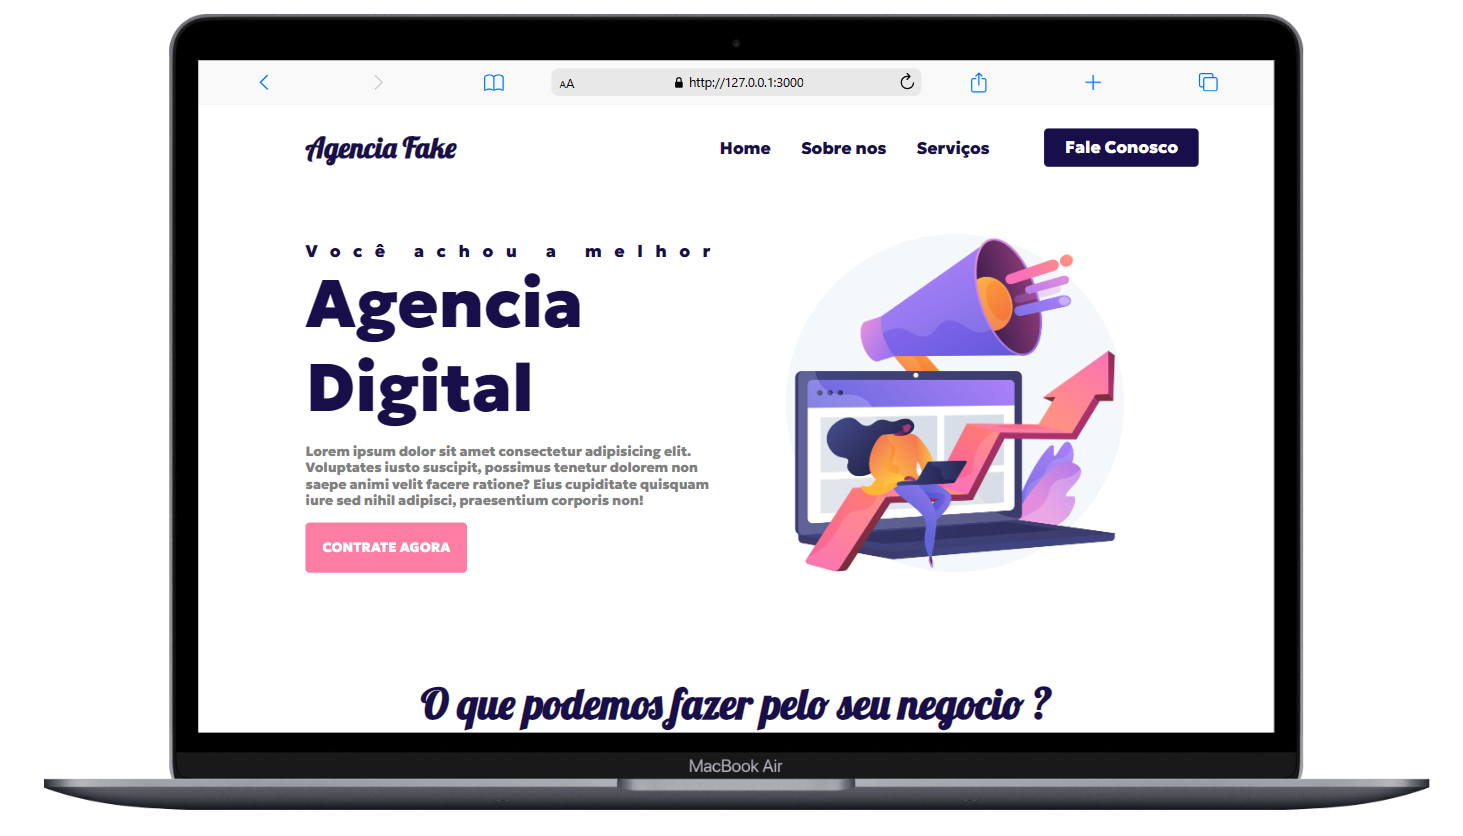 AA
http://127.0.0.1:3000
Agencia Fake
Home
Sobre nos
Serviços
Fale Conosco
Você achou a melhor
Agencia
Digital
Lorem ipsum dolor sit amet consectetur adipisicing elit.
Voluptates iusto suscipit, possimus tenetur dolorem non
saepe animi velit facere ratione? Eius cupiditate quisquam
iure sed nihil adipisci, praesentium corporis non!
CONTRATE AGORA
O que podemos fazer pelo seu negocio ?
MacBook Air